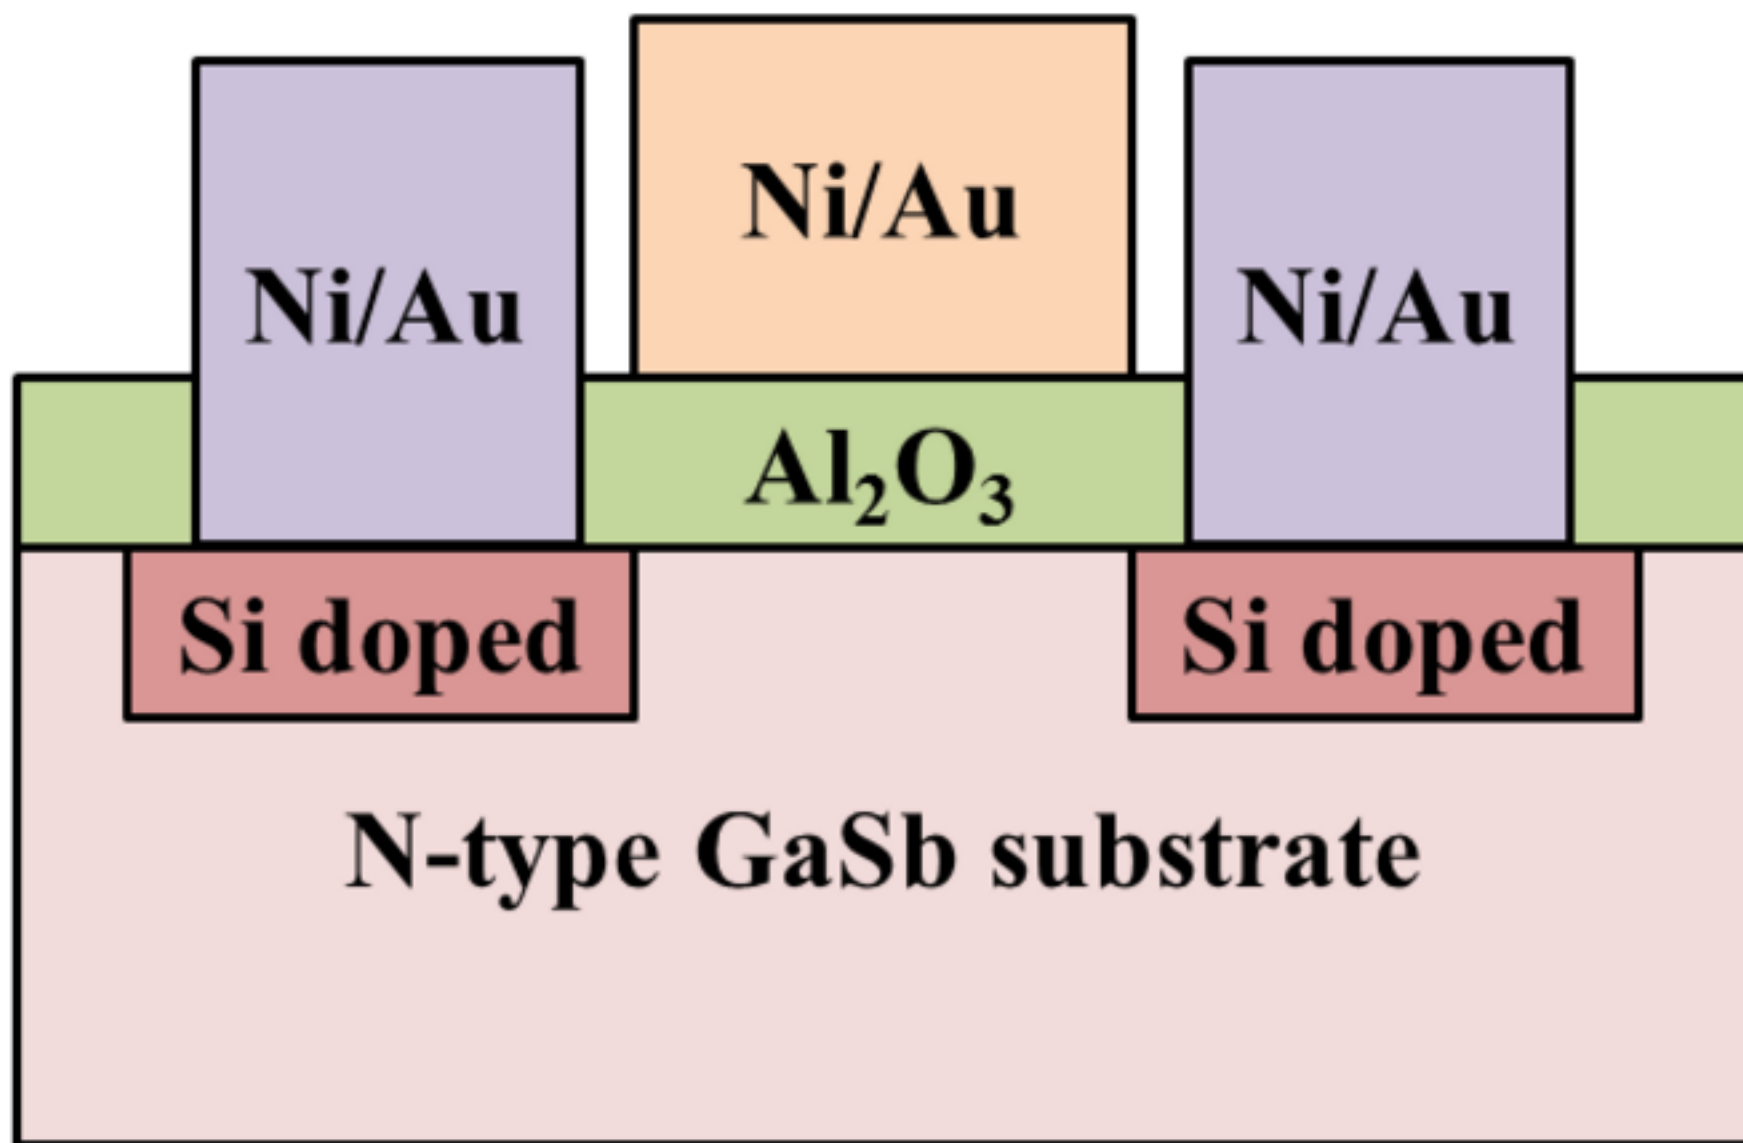 Ni/Au
Ni/Au
Ni/Au
Al₂O₃
Si doped
Si doped
N-type GaSb substrate